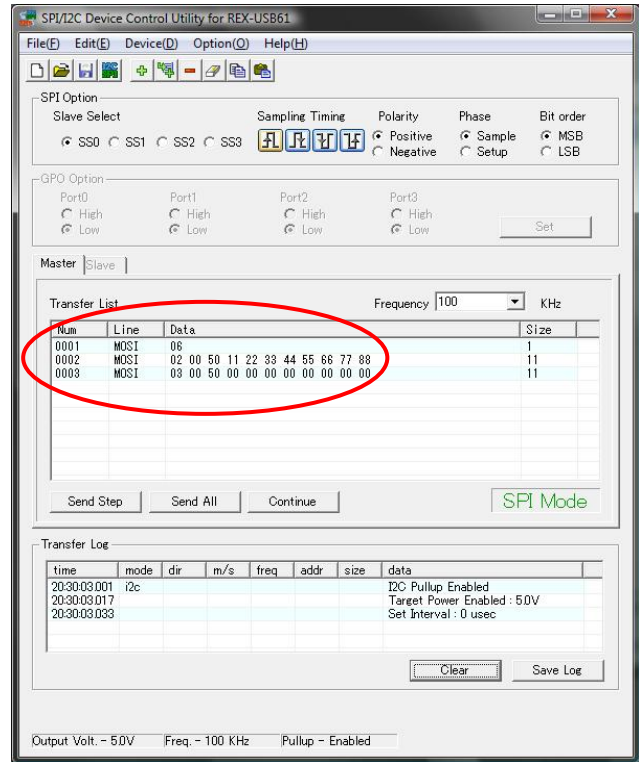 SPI/I2C Device Control Utility for REX-USB61
File(F) Edit(E) Device(D) Option(O) Help(H)
SPI Option
Slave Select Sampling Timing Polarity Phase Bit order
SS0 SS1 SS2 SS3 Positive Sample MSB
Negative Setup LSB
GPO Option
Port0 Port1 Port2 Port3
High High High High
Low Low Low Low Set
Master Slave
Transfer List Frequency 100 KHz
Num Line Data Size
0001 MOSI 06 1
0002 MOSI 02 00 50 11 22 33 44 55 66 77 88 11
0003 MOSI 03 00 50 00 00 00 00 00 00 00 00 11
Send Step Send All Continue SPI Mode
Transfer Log
time mode dir m/s freq addr size data
20:30:03.001 i2c I2C Pullup Enabled
20:30:03.017 Target Power Enabled : 5.0V
20:30:03.033 Set Interval : 0 usec
Clear Save Log
Output Volt. - 5.0V Freq. - 100 KHz Pullup - Enabled